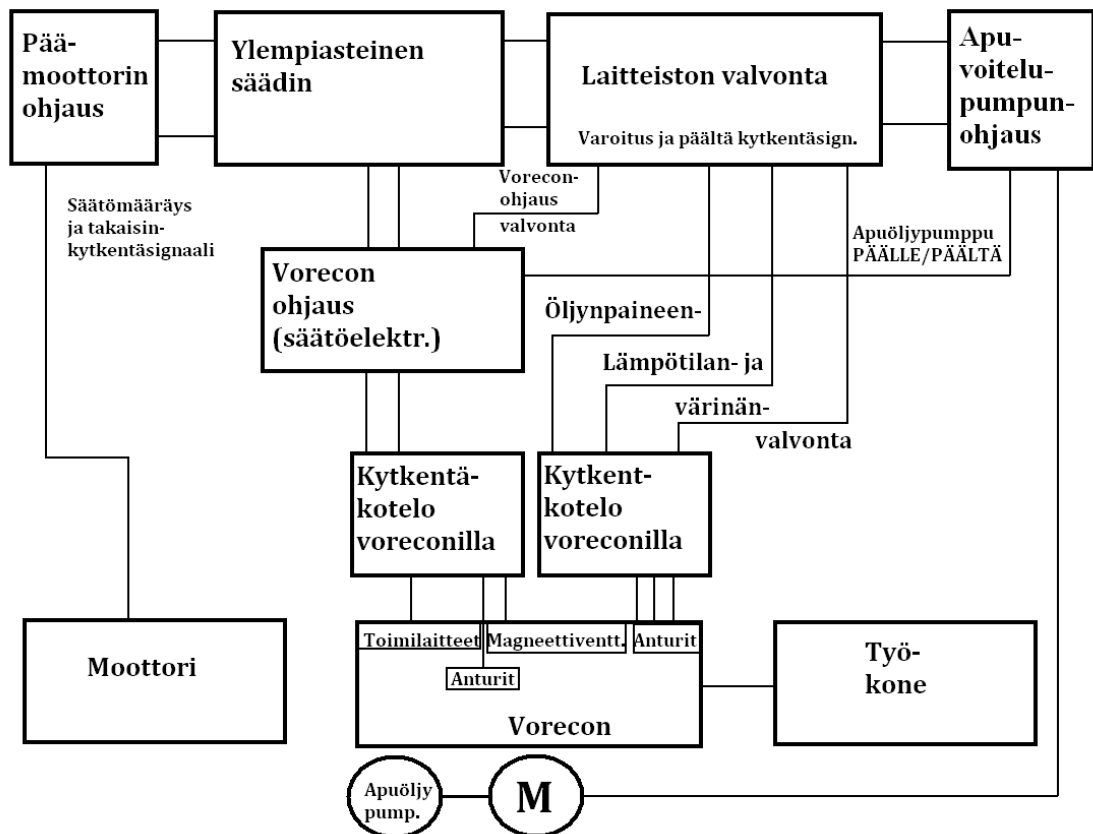 Pää-
moottorin
ohjaus
Ylempiasteinen
säädin
Laitteiston valvonta
Varoitus ja päältä kytkentäsign.
Apu-
voitelu-
pumpun-
ohjaus
Säätömääräys
ja takaisin-
kytkentäsignaali
Vorecon-
ohjaus
valvonta
Apuöljypumppu
PÄÄLLE/PÄÄLTÄ
Vorecon
ohjaus
(säätöelektr.)
Öljynpaineen-
Lämpötilan- ja
värinän-
valvonta
Kytkentä-
kotelo
voreconilla
Kytkent-
kotelo
voreconilla
Moottori
Toimilaitteet
Magneettiventt.
Anturit
Anturit
Vorecon
Työ-
kone
Apuöljy
pump.
M